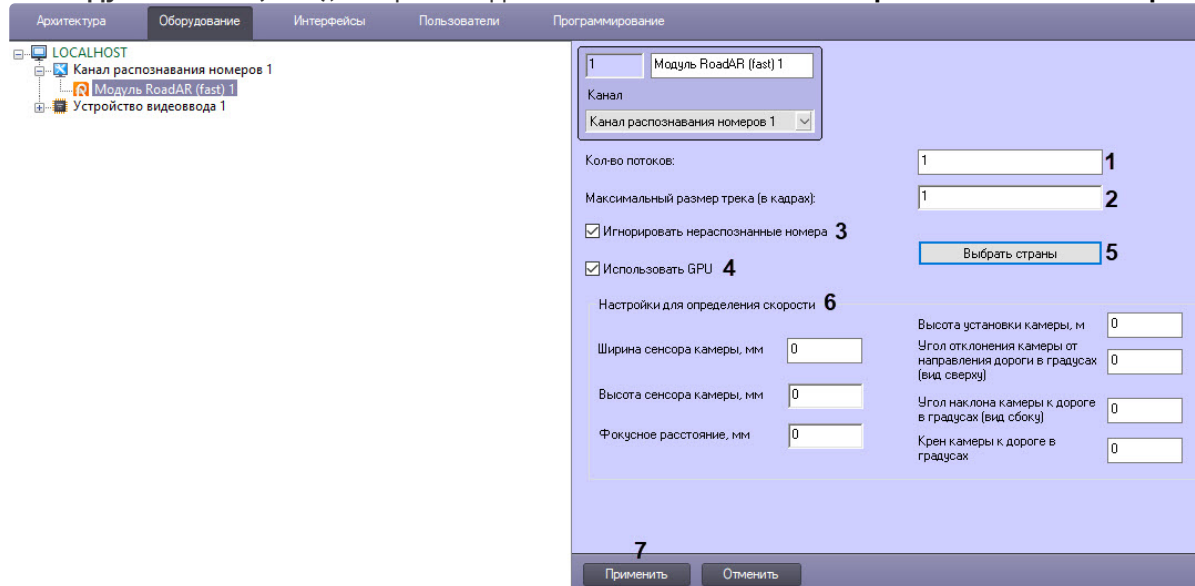 Архитектура Оборудование Интерфейсы Пользователи Программирование
LOCALHOST
Канал распознавания номеров 1
Модуль RoadAR (fast) 1
Устройство видеоввода 1
1 Модуль RoadAR (fast) 1
Канал
Канал распознавания номеров 1
Кол-во потоков: 1 1
Максимальный размер трека (в кадрах): 1 2
Игнорировать нераспознанные номера 3
Выбрать страны 5
Использовать GPU 4
Настройки для определения скорости 6
Ширина сенсора камеры, мм 0
Высота сенсора камеры, мм 0
Фокусное расстояние, мм 0
Высота установки камеры, м 0
Угол отклонения камеры от
направления дороги в градусах 0
(вид сверху)
Угол наклона камеры к дороге
в градусах (вид сбоку) 0
Крен камеры к дороге в
градусах 0
7
Применить Отменить